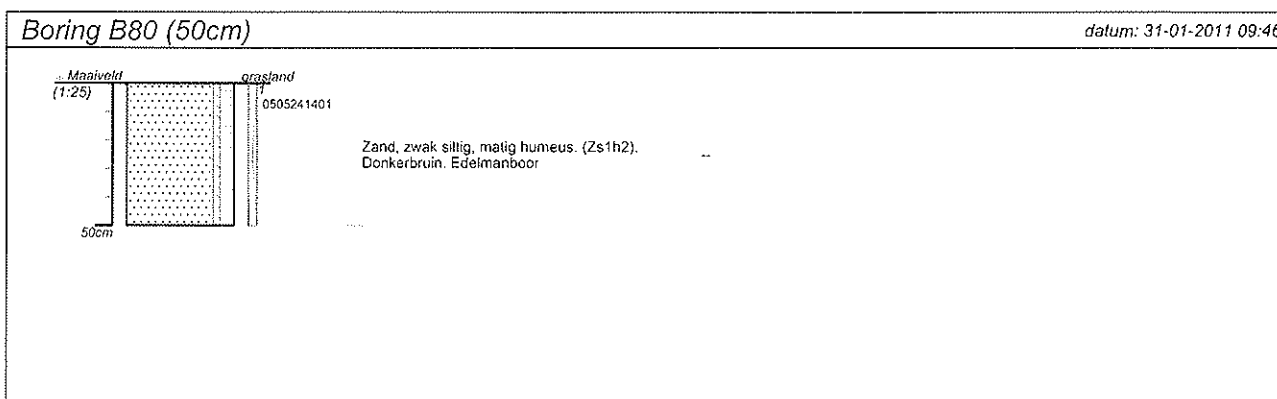 Boring B80 (50cm)
datum: 31-01-2011 09:46
Maaiveld
grasland
(1:25)
1
0505241401
Zand, zwak siltig, matig humeus. (Zs1h2).
Donkerbruin. Edelmanboor
50cm